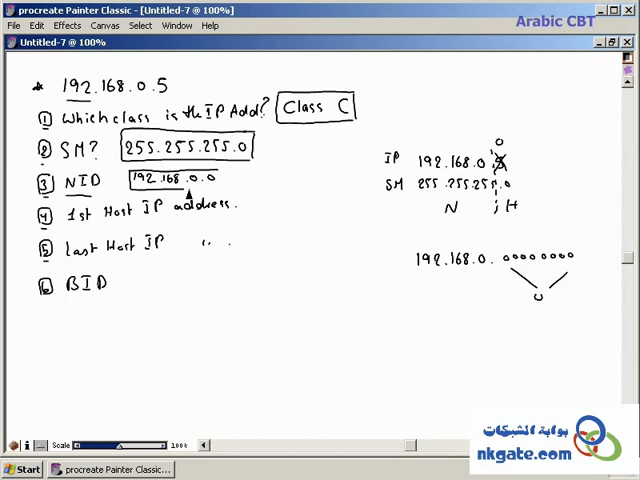 procreate Painter Classic - [Untitled-7 @ 100%]
Arabic CBT
File Edit Canvas Effects Select Window Help
Untitled-7 @ 100%
* 192.168.0.5
1 Which class is the IP Add? Class C
2 SM? 255.255.255.0
3 NID 192.168.0.0
4 1st Host IP address.
5 last Host IP " .
6 BID
0
IP 192.168.0 5
SM 255.255.255.0
N ; H
192.168.0. 00000000
0
Scale 100%
بوابة الشبكات
nkgate.com
Start procreate Painter Classic...